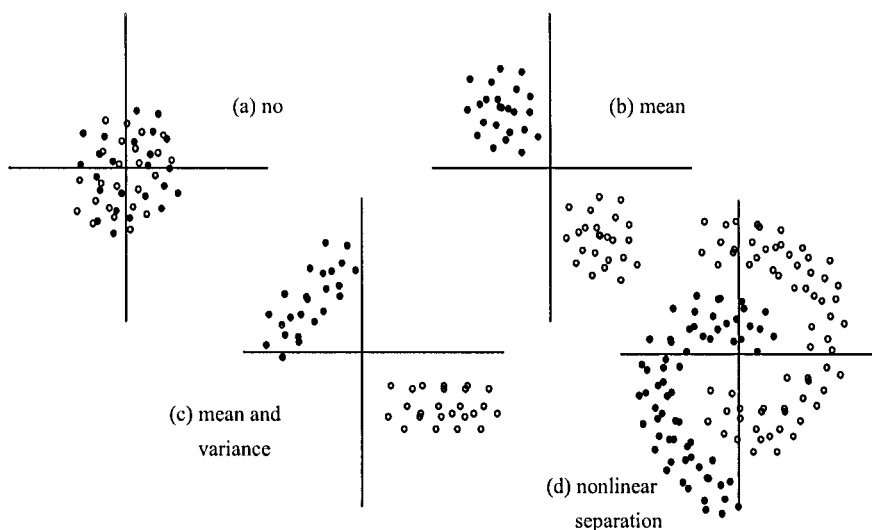 (a) no
(b) mean
(c) mean and
variance
(d) nonlinear
separation